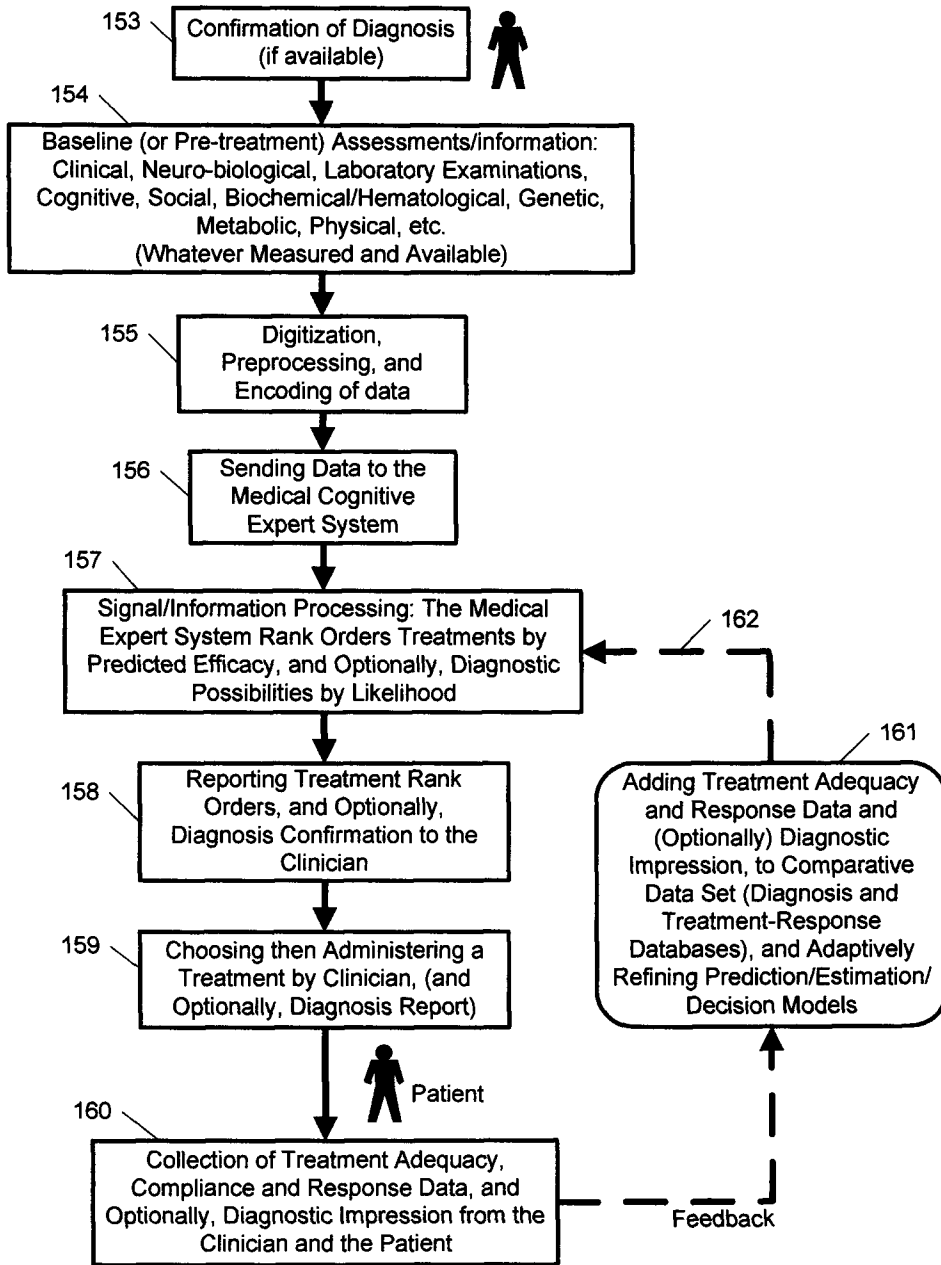 153
Confirmation of Diagnosis
(if available)
154
Baseline (or Pre-treatment) Assessments/information:
Clinical, Neuro-biological, Laboratory Examinations,
Cognitive, Social, Biochemical/Hematological, Genetic,
Metabolic, Physical, etc.
(Whatever Measured and Available)
155
Digitization,
Preprocessing, and
Encoding of data
156
Sending Data to the
Medical Cognitive
Expert System
157
Signal/Information Processing: The Medical
Expert System Rank Orders Treatments by
Predicted Efficacy, and Optionally, Diagnostic
Possibilities by Likelihood
162
158
Reporting Treatment Rank
Orders, and Optionally,
Diagnosis Confirmation to the
Clinician
161
Adding Treatment Adequacy
and Response Data and
(Optionally) Diagnostic
Impression, to Comparative
Data Set (Diagnosis and
Treatment-Response
Databases), and Adaptively
Refining Prediction/Estimation/
Decision Models
159
Choosing then Administering a
Treatment by Clinician, (and
Optionally, Diagnosis Report)
Patient
160
Collection of Treatment Adequacy,
Compliance and Response Data, and
Optionally, Diagnostic Impression from the
Clinician and the Patient
Feedback